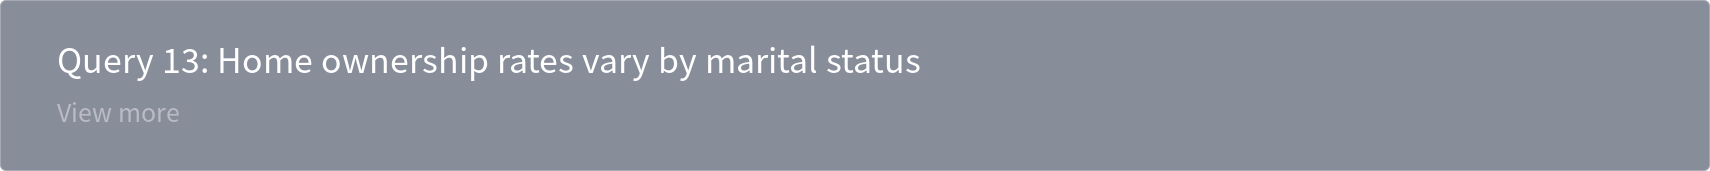 Query 13: Home ownership rates vary by marital status
View more